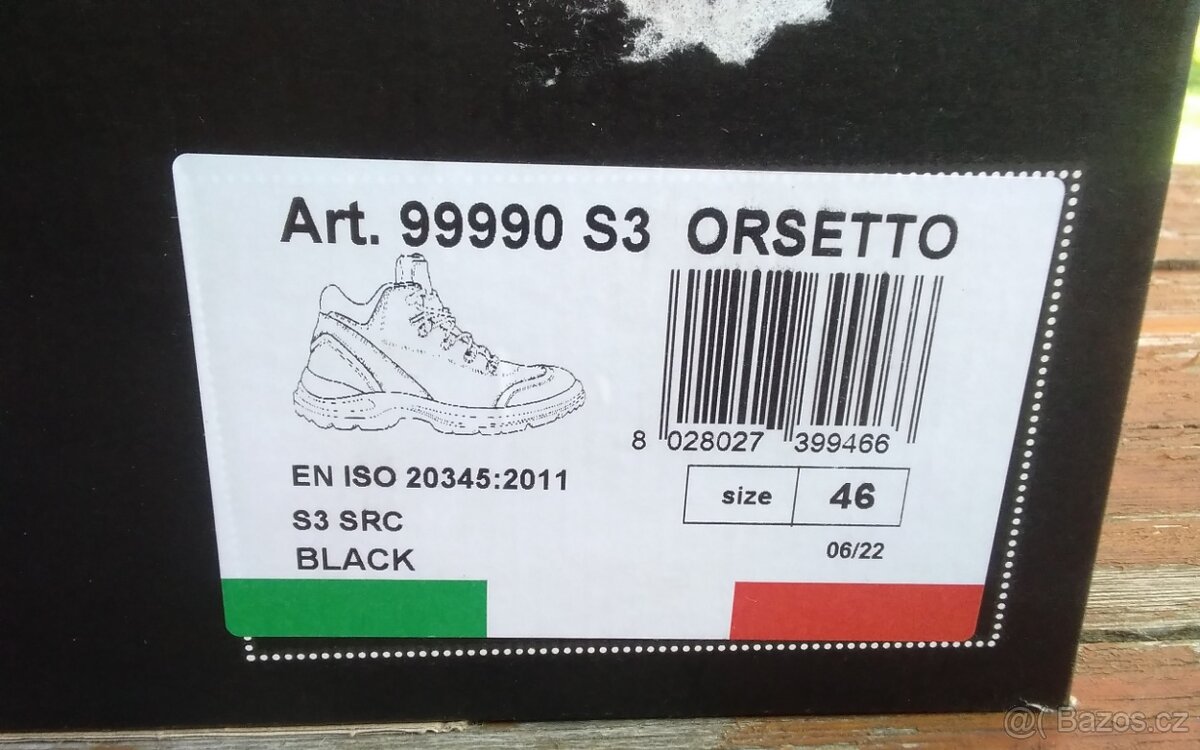 Art. 99990 S3 ORSETTO
8 028027 399466
EN ISO 20345:2011
size 46
S3 SRC
06/22
BLACK
@( Bazos.cz